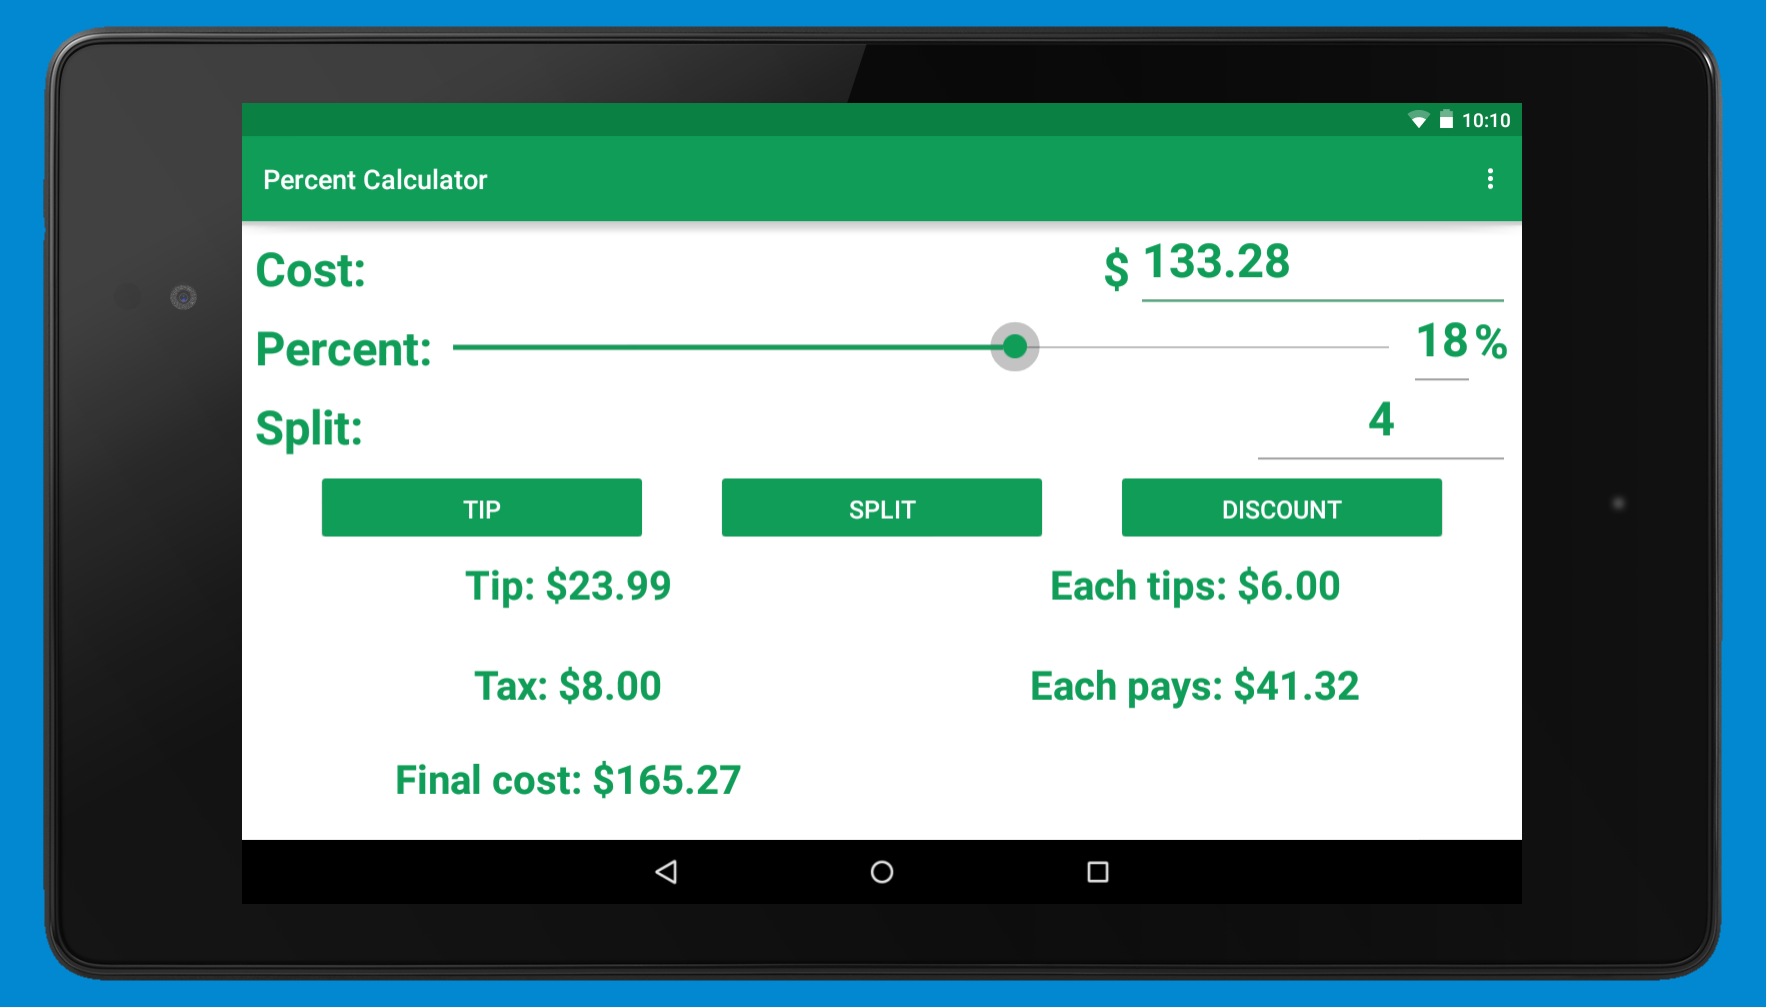 10:10
Percent Calculator
Cost: $ 133.28
Percent: 18 %
Split: 4
TIP SPLIT DISCOUNT
Tip: $23.99 Each tips: $6.00
Tax: $8.00 Each pays: $41.32
Final cost: $165.27